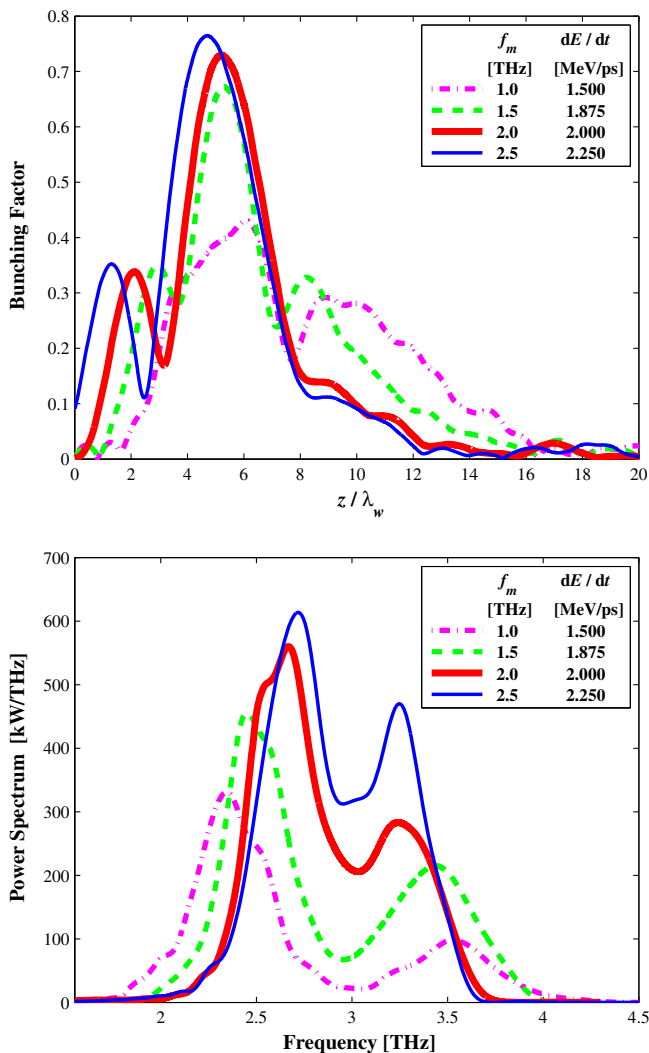 0.8
0.7
0.6
0.5
0.4
0.3
0.2
0.1
0
Bunching Factor
f_m dE / dt
[THz] [MeV/ps]
1.0 1.500
1.5 1.875
2.0 2.000
2.5 2.250
0 2 4 6 8 10 12 14 16 18 20
z / λ_w
700
600
500
400
300
200
100
0
Power Spectrum [kW/THz]
f_m dE / dt
[THz] [MeV/ps]
1.0 1.500
1.5 1.875
2.0 2.000
2.5 2.250
2 2.5 3 3.5 4 4.5
Frequency [THz]